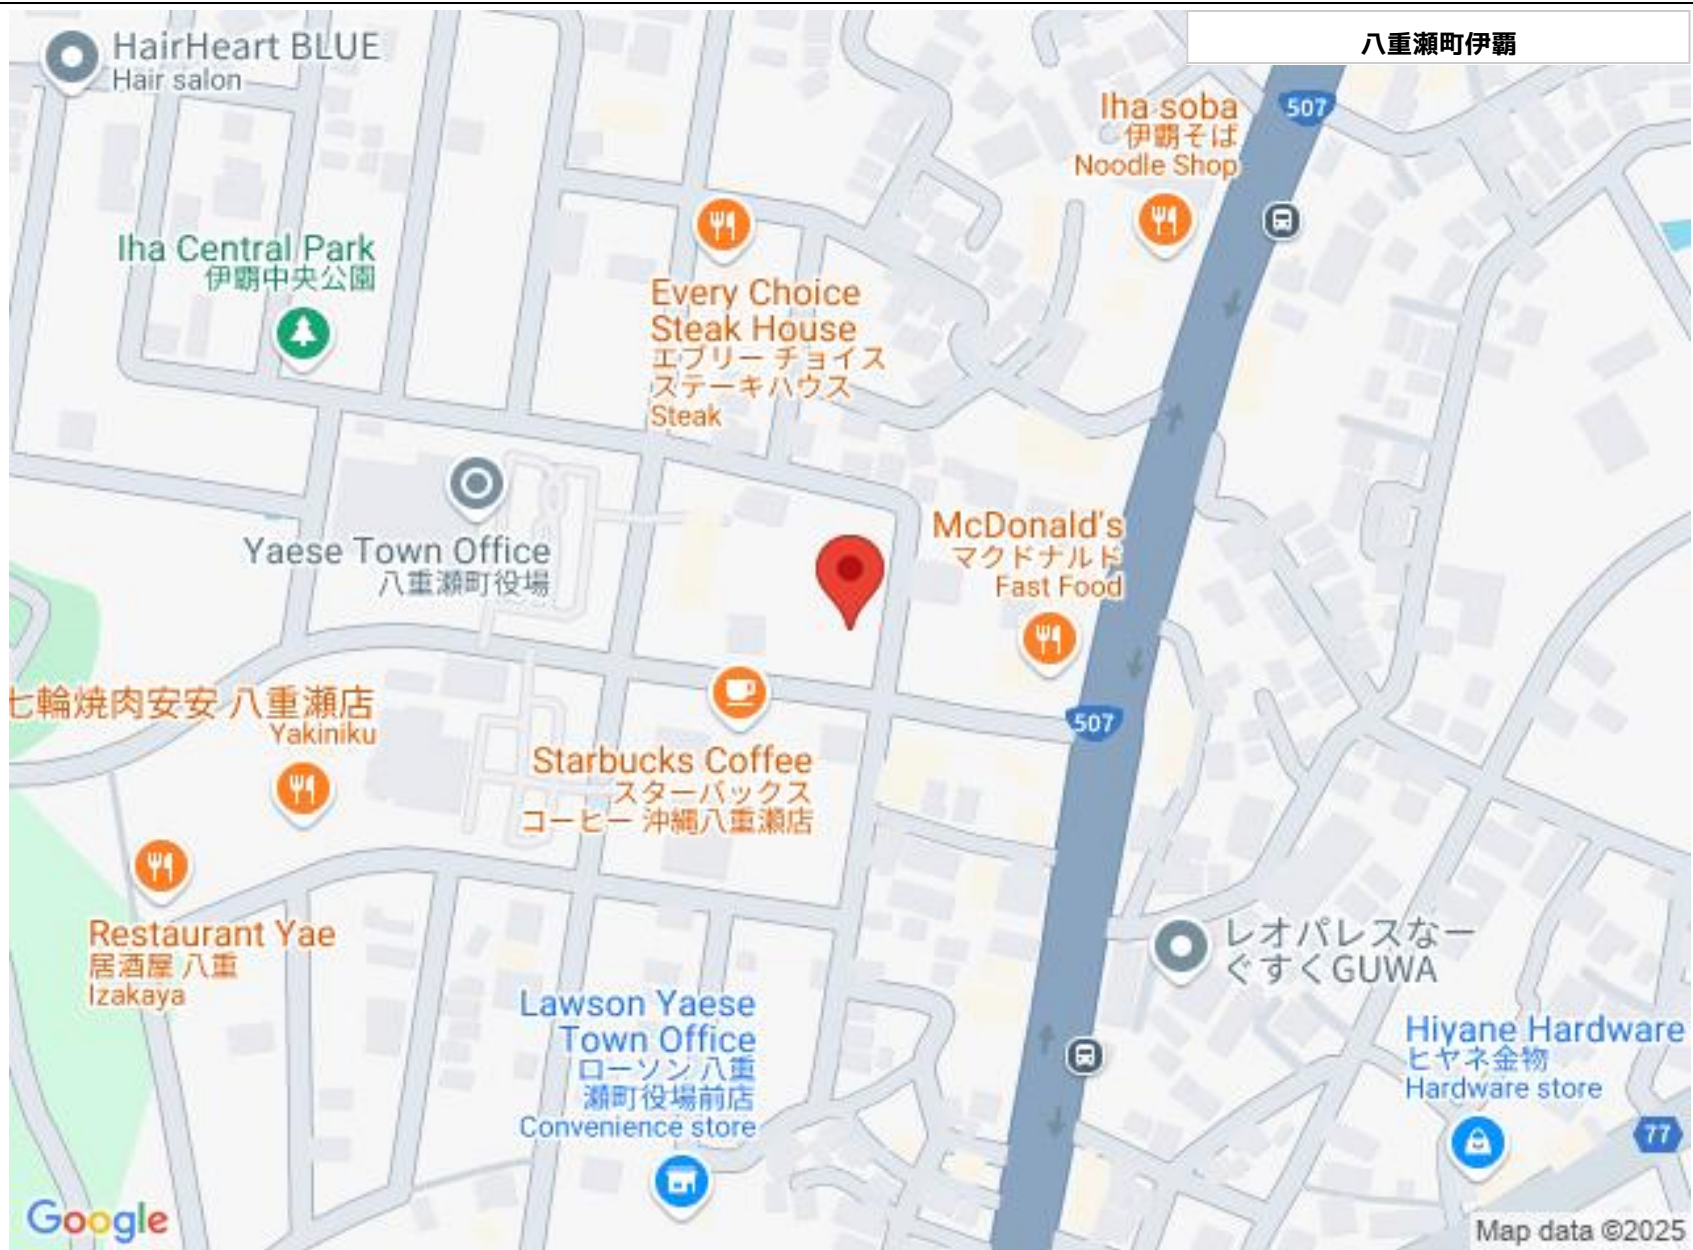 八重瀬町伊覇
HairHeart BLUE
Hair salon
507
Iha soba
伊覇そば
Noodle Shop
Iha Central Park
伊覇中央公園
Every Choice
Steak House
エブリー チョイス
ステーキハウス
Steak
McDonald's
マクドナルド
Fast Food
Yaese Town Office
八重瀬町役場
七輪焼肉安安 八重瀬店
Yakiniku
507
Starbucks Coffee
スターバックス
コーヒー 沖縄八重瀬店
Restaurant Yae
居酒屋 八重
Izakaya
レオパレスなー
ぐすくGUWA
Lawson Yaese
Town Office
ローソン 八重
瀬町役場前店
Convenience store
Hiyane Hardware
ヒヤネ金物
Hardware store
77
Google
Map data ©2025